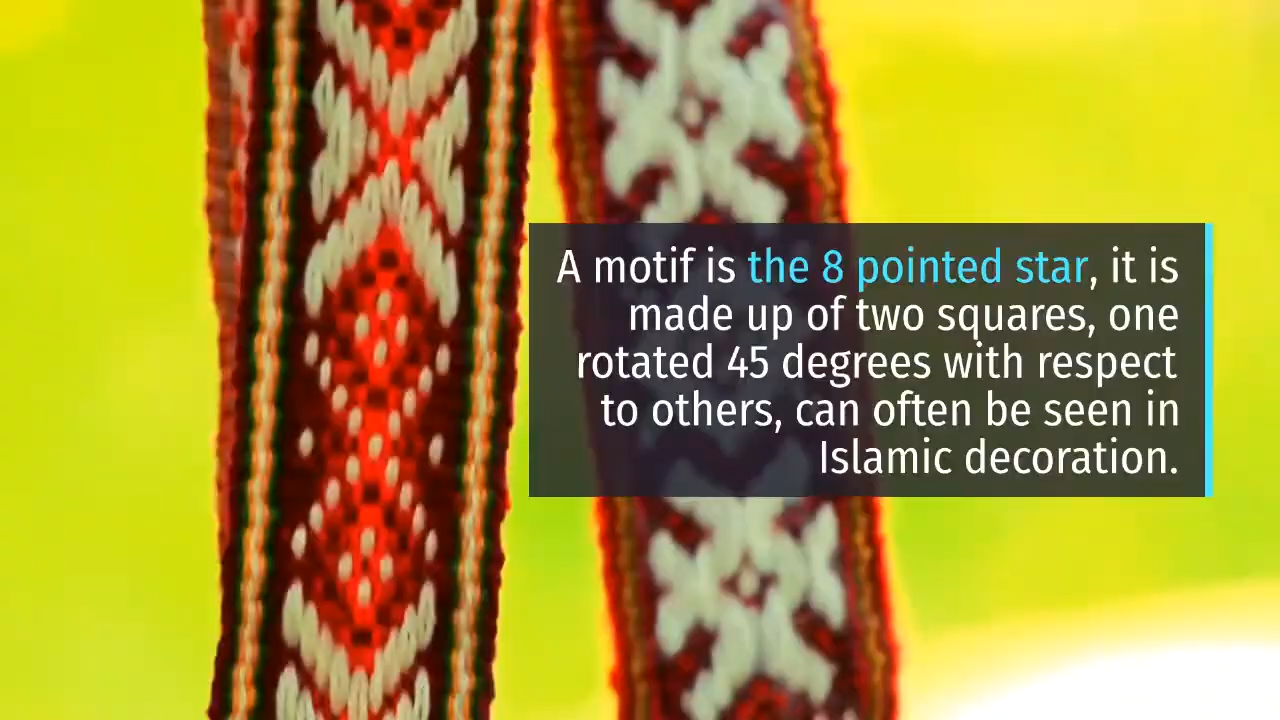 A motif is the 8 pointed star, it is
made up of two squares, one
rotated 45 degrees with respect
to others, can often be seen in
Islamic decoration.